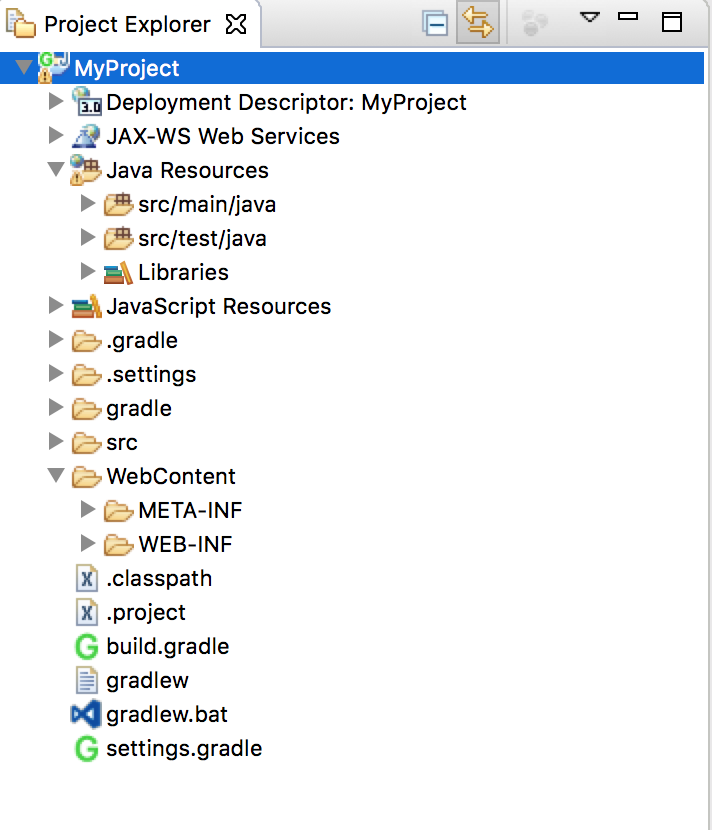 Project Explorer
MyProject
Deployment Descriptor: MyProject
3.0
JAX-WS Web Services
Java Resources
src/main/java
src/test/java
Libraries
JavaScript Resources
.gradle
.settings
gradle
src
WebContent
META-INF
WEB-INF
.classpath
.project
build.gradle
gradlew
gradlew.bat
settings.gradle